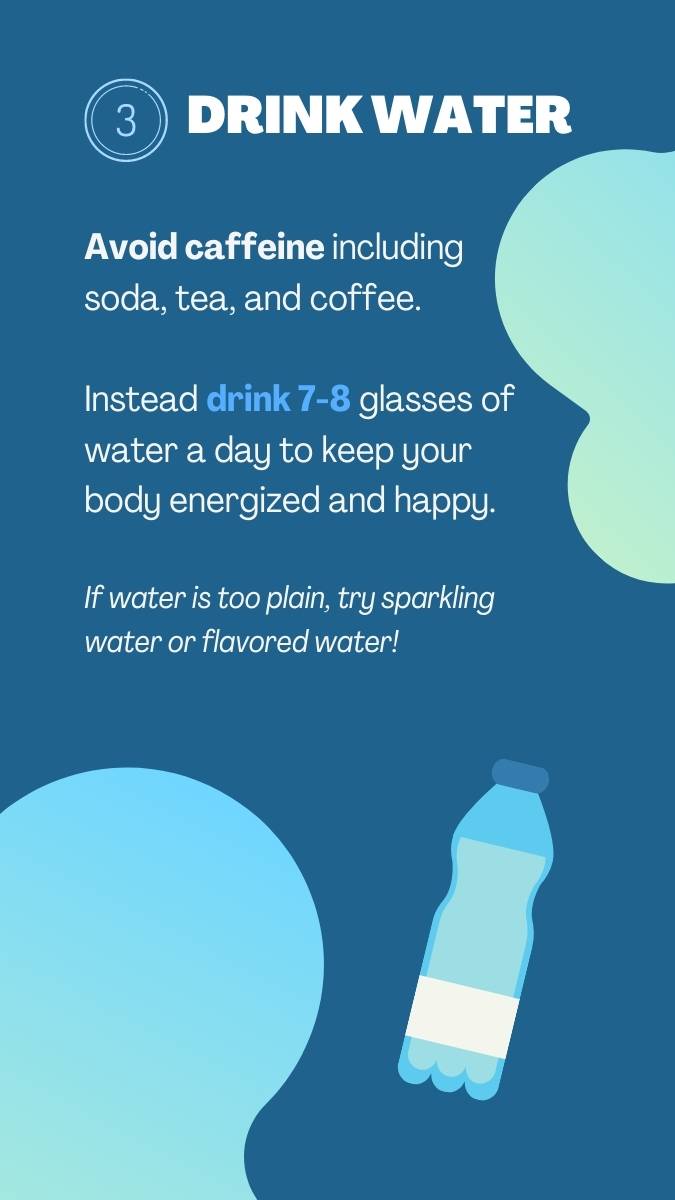 3 DRINK WATER
Avoid caffeine including
soda, tea, and coffee.
Instead drink 7-8 glasses of
water a day to keep your
body energized and happy.
If water is too plain, try sparkling
water or flavored water!